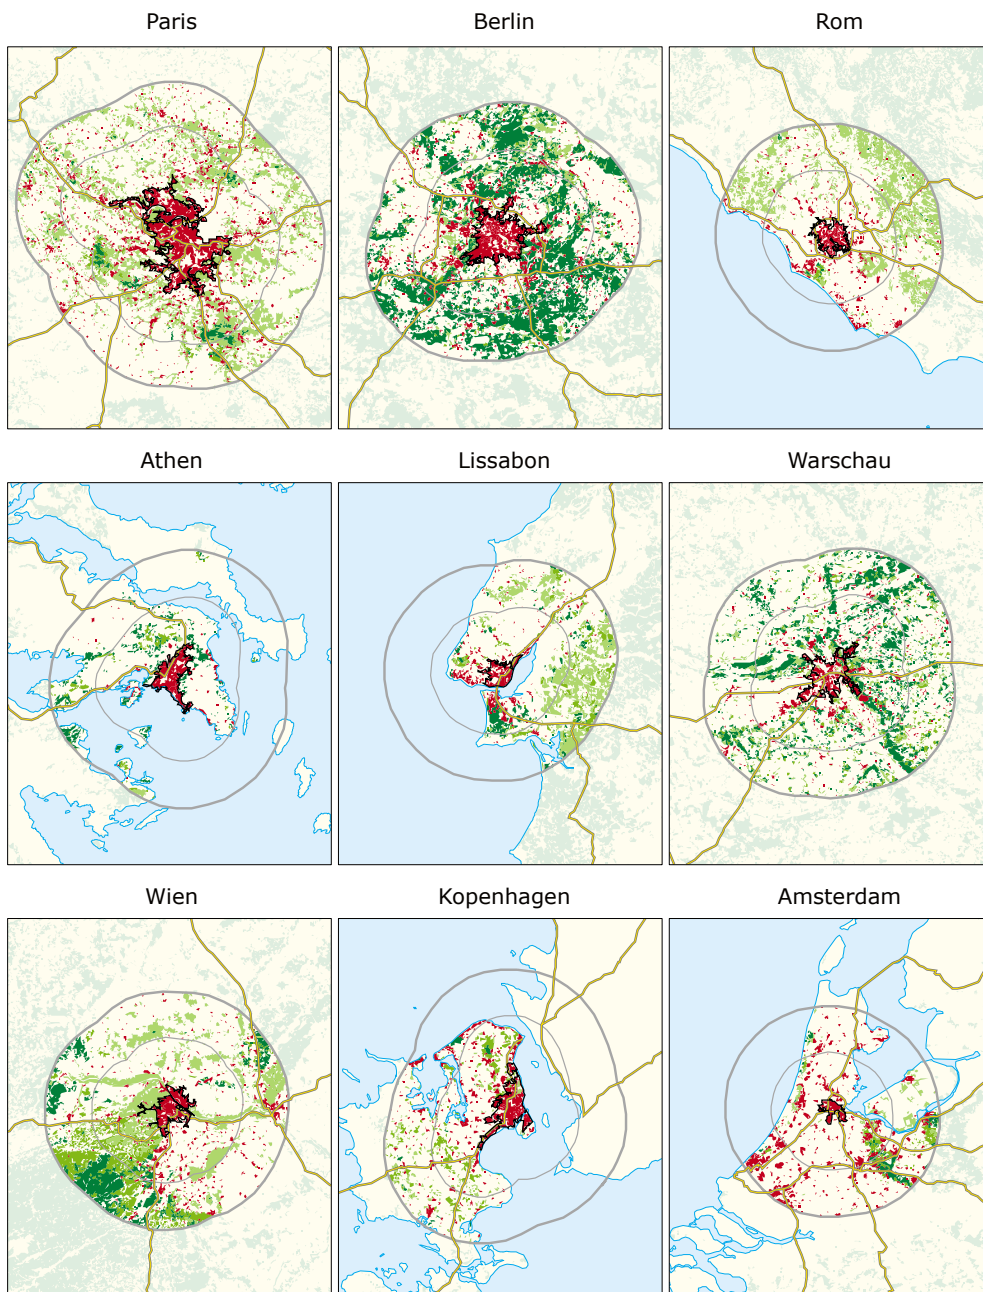 Paris
Berlin
Rom
Athen
Lissabon
Warschau
Wien
Kopenhagen
Amsterdam